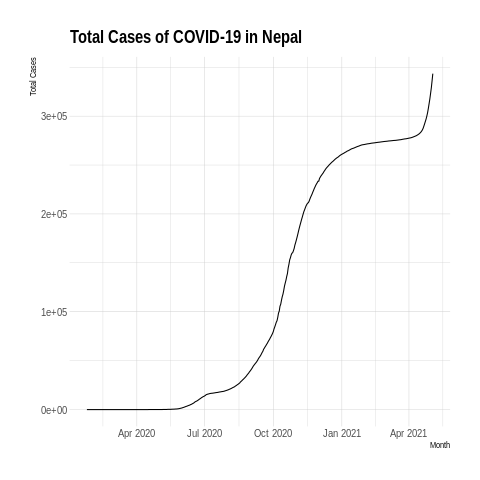 Total Cases of COVID-19 in Nepal
Total Cases
3e+05
2e+05
1e+05
0e+00
Apr 2020 Jul 2020 Oct 2020 Jan 2021 Apr 2021
Month